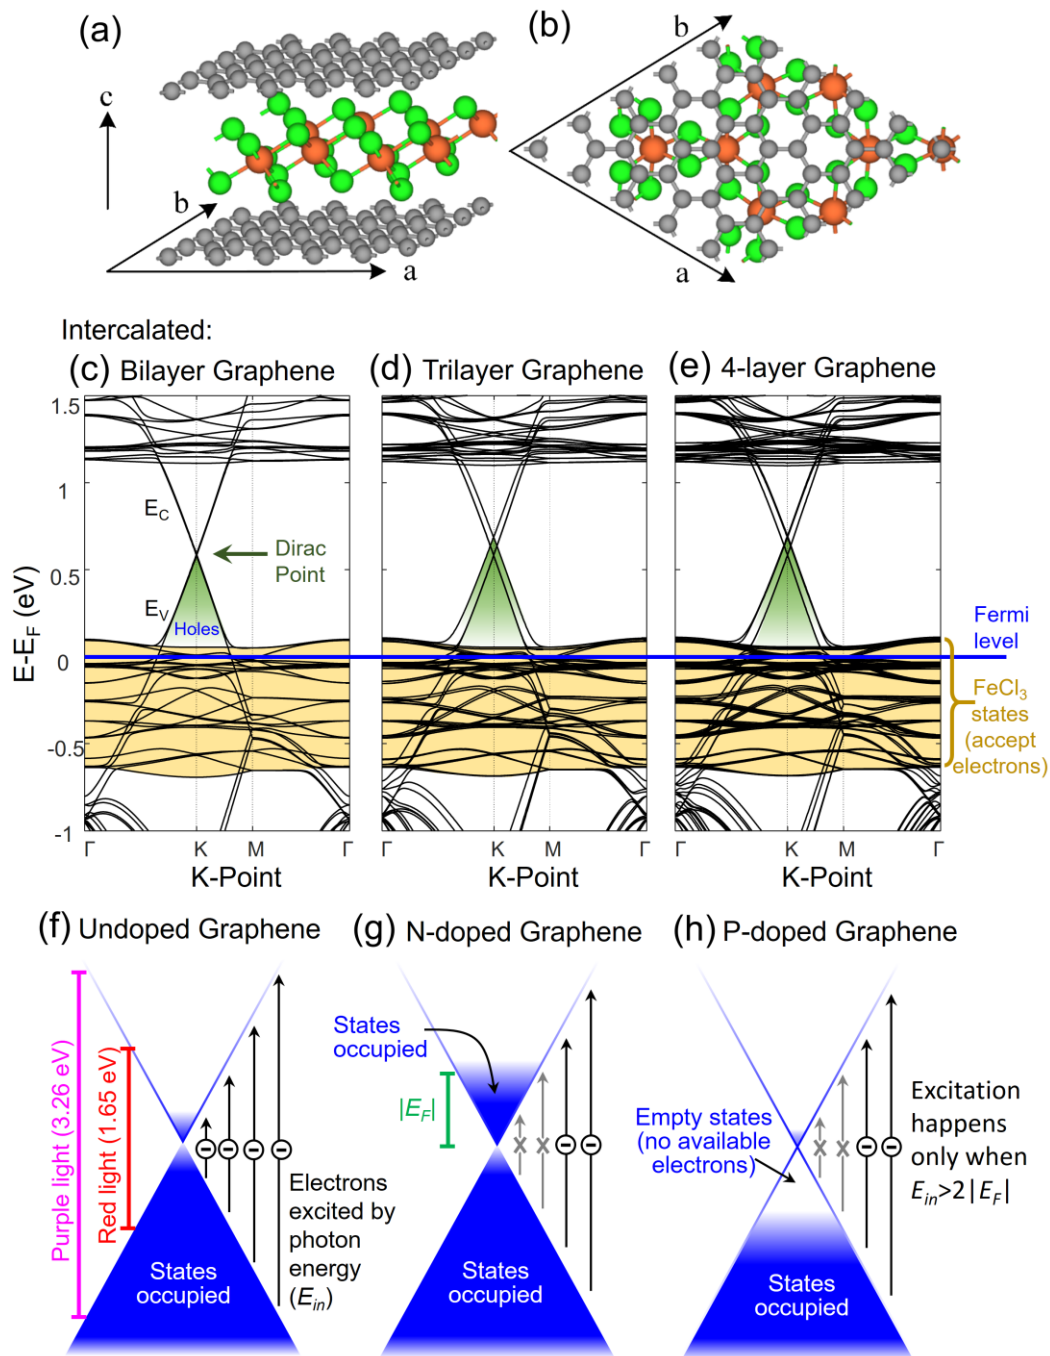 (a)
(b)
c
b
a
b
a
Intercalated:
(c) Bilayer Graphene
(d) Trilayer Graphene
(e) 4-layer Graphene
E-E_F (eV)
1.5
1
0.5
0
-0.5
-1
E_C
E_V
Dirac
Point
Holes
Fermi
level
FeCl₃
states
(accept
electrons)
Γ K M Γ
K-Point
Γ K M Γ
K-Point
Γ K M Γ
K-Point
(f) Undoped Graphene
Purple light (3.26 eV)
Red light (1.65 eV)
States
occupied
Electrons
excited by
photon
energy
(E_in)
(g) N-doped Graphene
States
occupied
|E_F|
States
occupied
(h) P-doped Graphene
Empty states
(no available
electrons)
States
occupied
Excitation
happens
only when
E_in>2|E_F|